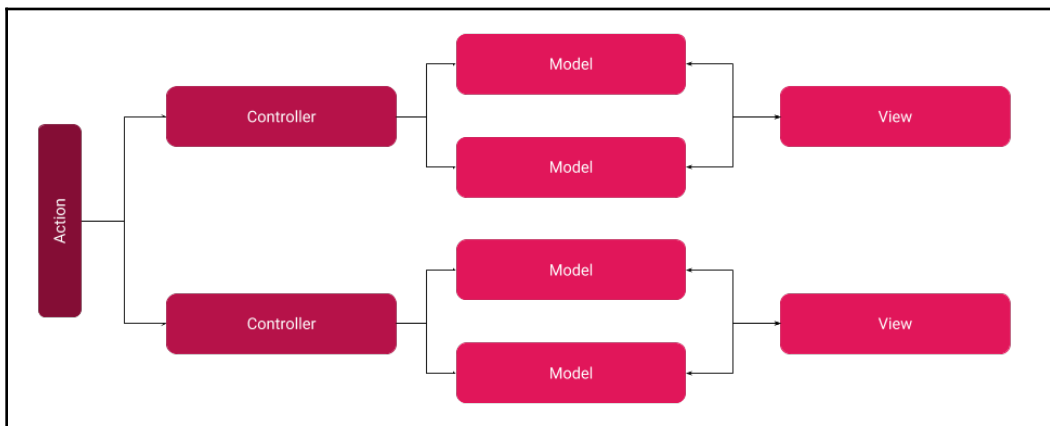 Action
Controller
Model
Model
View
Controller
Model
Model
View